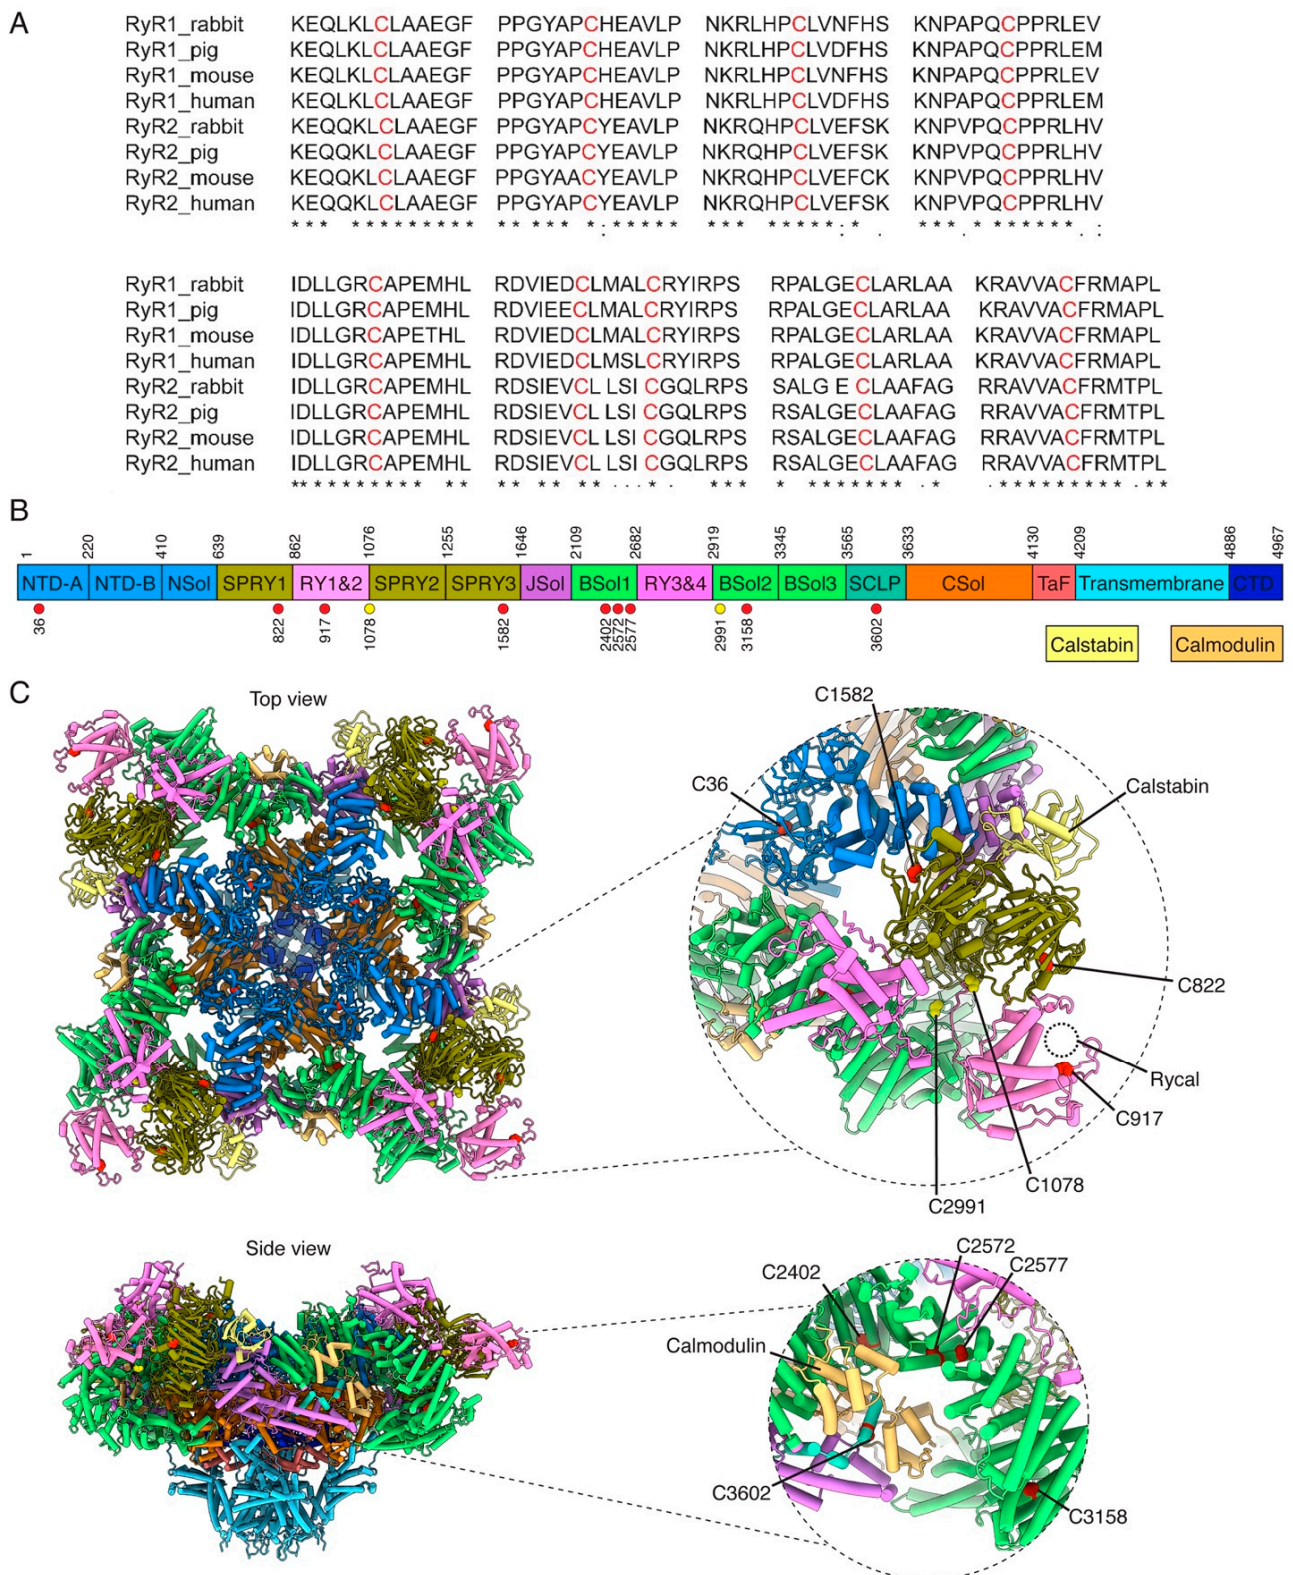 A
RyR1_rabbit KEQLKLCLAAEGF PPGYAPCHEAVLP NKRLHPCLVNFHS KNPAPQCPPRLEV
RyR1_pig KEQLKLCLAAEGF PPGYAPCHEAVLP NKRLHPCLVDFHS KNPAPQCPPRLEM
RyR1_mouse KEQLKLCLAAEGF PPGYAPCHEAVLP NKRLHPCLVNFHS KNPAPQCPPRLEV
RyR1_human KEQLKLCLAAEGF PPGYAPCHEAVLP NKRLHPCLVDFHS KNPAPQCPPRLEM
RyR2_rabbit KEQQKLCLAAEGF PPGYAPCYEAVLP NKRQHPCLVEFSK KNPVPQCPPRLHV
RyR2_pig KEQQKLCLAAEGF PPGYAPCYEAVLP NKRQHPCLVEFSK KNPVPQCPPRLHV
RyR2_mouse KEQQKLCLAAEGF PPGYAACYEAVLP NKRQHPCLVEFCK KNPVPQCPPRLHV
RyR2_human KEQQKLCLAAEGF PPGYAPCYEAVLP NKRQHPCLVEFSK KNPVPQCPPRLHV
*** ********* ***** *:***** *** ******:* . ***.*******.:
RyR1_rabbit IDLLGRCAPEMHL RDVIEDCLMALCRYIRPS RPALGECLARLAA KRAVVACFRMAPL
RyR1_pig IDLLGRCAPEMHL RDVIEECLMALCRYIRPS RPALGECLARLAA KRAVVACFRMAPL
RyR1_mouse IDLLGRCAPETHL RDVIEDCLMALCRYIRPS RPALGECLARLAA KRAVVACFRMAPL
RyR1_human IDLLGRCAPEMHL RDVIEDCLMSLCRYIRPS RPALGECLARLAA KRAVVACFRMAPL
RyR2_rabbit IDLLGRCAPEMHL RDSIEVCL LSI CGQLRPS SALG E CLAAFAG RRAVVACFRMTPL
RyR2_pig IDLLGRCAPEMHL RDSIEVCL LSI CGQLRPS RSALGECLAAFAG RRAVVACFRMTPL
RyR2_mouse IDLLGRCAPEMHL RDSIEVCL LSI CGQLRPS RSALGECLAAFAG RRAVVACFRMTPL
RyR2_human IDLLGRCAPEMHL RDSIEVCL LSI CGQLRPS RSALGECLAAFAG RRAVVACFRMTPL
********** ** ** ** **...* .*** * ******* .* .*********.**
B
1 220 410 639 862 1076 1255 1646 2109 2682 2919 3345 3565 3633 4130 4209 4886 4967
NTD-A NTD-B NSol SPRY1 RY1&2 SPRY2 SPRY3 JSol BSol1 RY3&4 BSol2 BSol3 SCLP CSol TaF Transmembrane CTD
36 822 917 1078 1582 2402 2572 2577 2991 3158 3602
Calstabin Calmodulin
C
Top view
C1582
C36
Calstabin
C822
Rycal
C917
C1078
C2991
Side view
C2572
C2402
C2577
Calmodulin
C3602
C3158